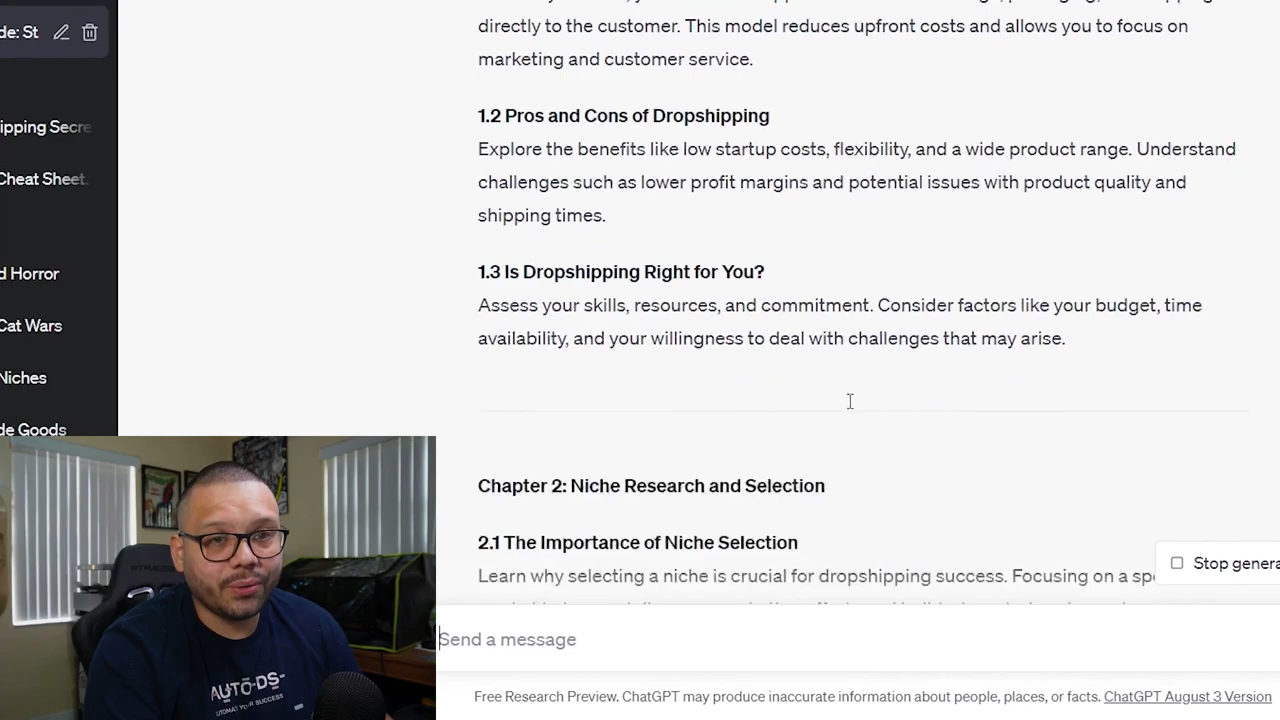 de: St
ipping Secre
Cheat Sheet.
d Horror
Cat Wars
Niches
de Goods
directly to the customer. This model reduces upfront costs and allows you to focus on
marketing and customer service.
1.2 Pros and Cons of Dropshipping
Explore the benefits like low startup costs, flexibility, and a wide product range. Understand
challenges such as lower profit margins and potential issues with product quality and
shipping times.
1.3 Is Dropshipping Right for You?
Assess your skills, resources, and commitment. Consider factors like your budget, time
availability, and your willingness to deal with challenges that may arise.
Chapter 2: Niche Research and Selection
2.1 The Importance of Niche Selection
Learn why selecting a niche is crucial for dropshipping success. Focusing on a spe
Stop genera
Send a message
Free Research Preview. ChatGPT may produce inaccurate information about people, places, or facts. ChatGPT August 3 Version
AUTO-DS-
AUTOMAT YOUR SUCCESS